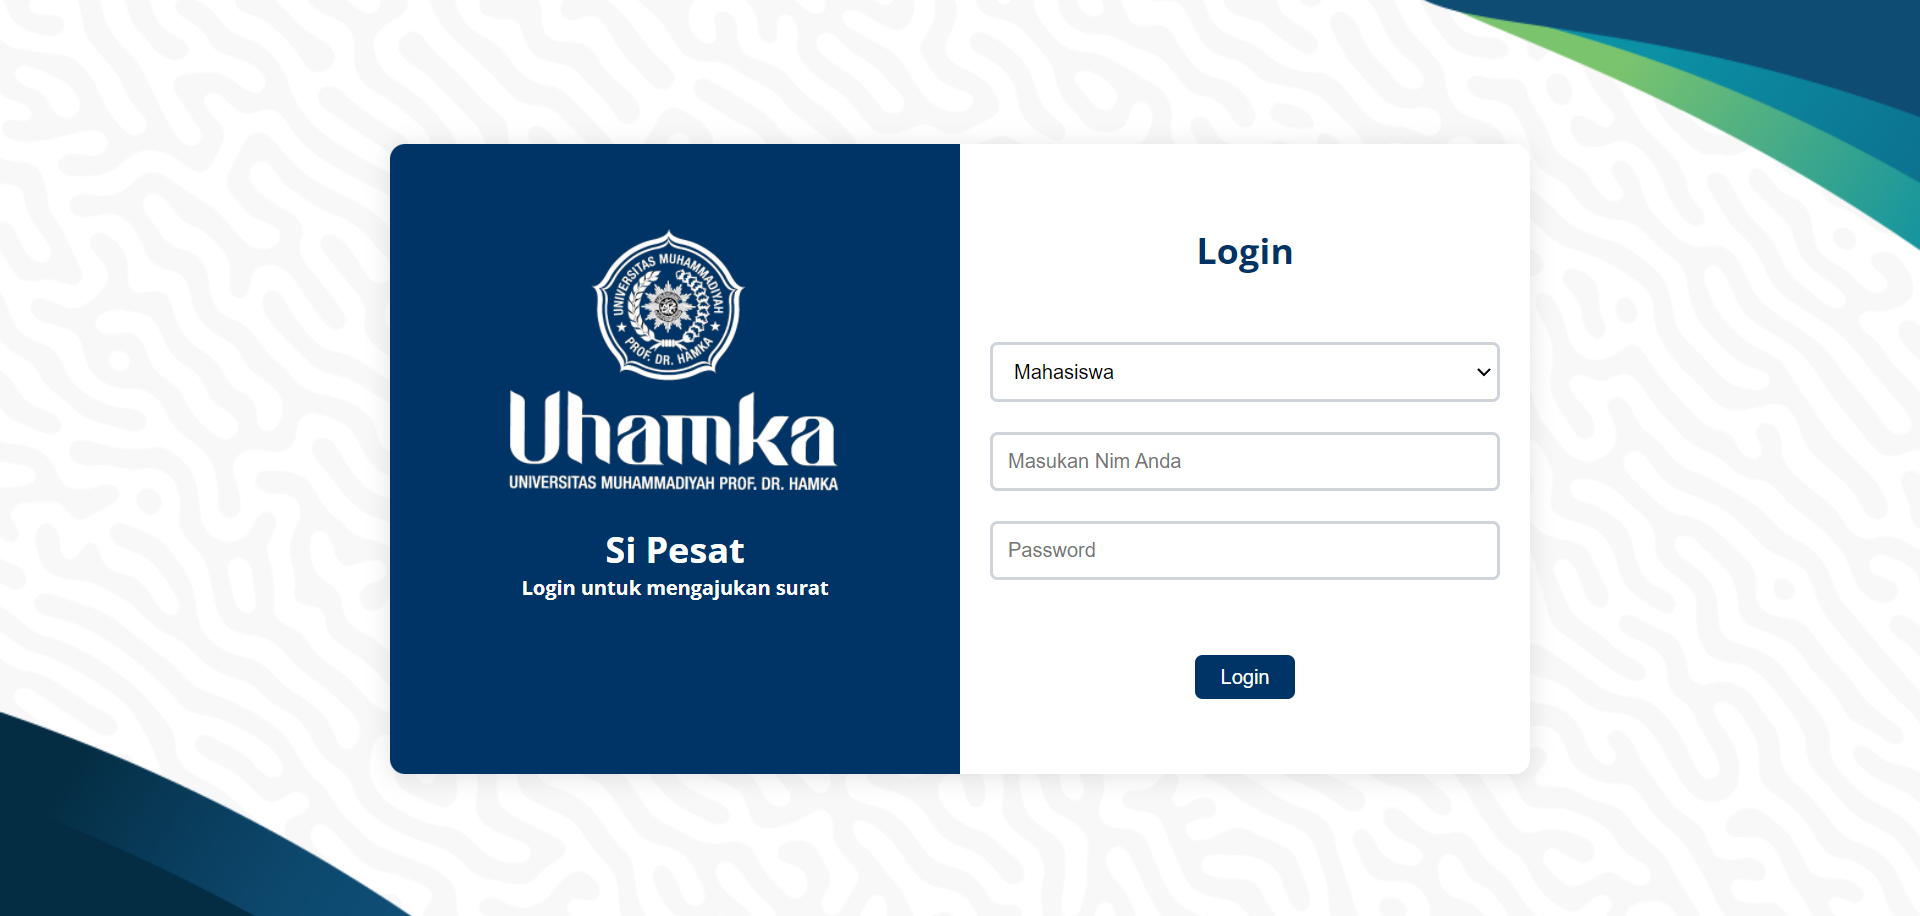 UNIVERSITAS MUHAMMADIYAH
PROF. DR. HAMKA
Uhamka
UNIVERSITAS MUHAMMADIYAH PROF. DR. HAMKA
Si Pesat
Login untuk mengajukan surat
Login
Mahasiswa
Masukan Nim Anda
Password
Login